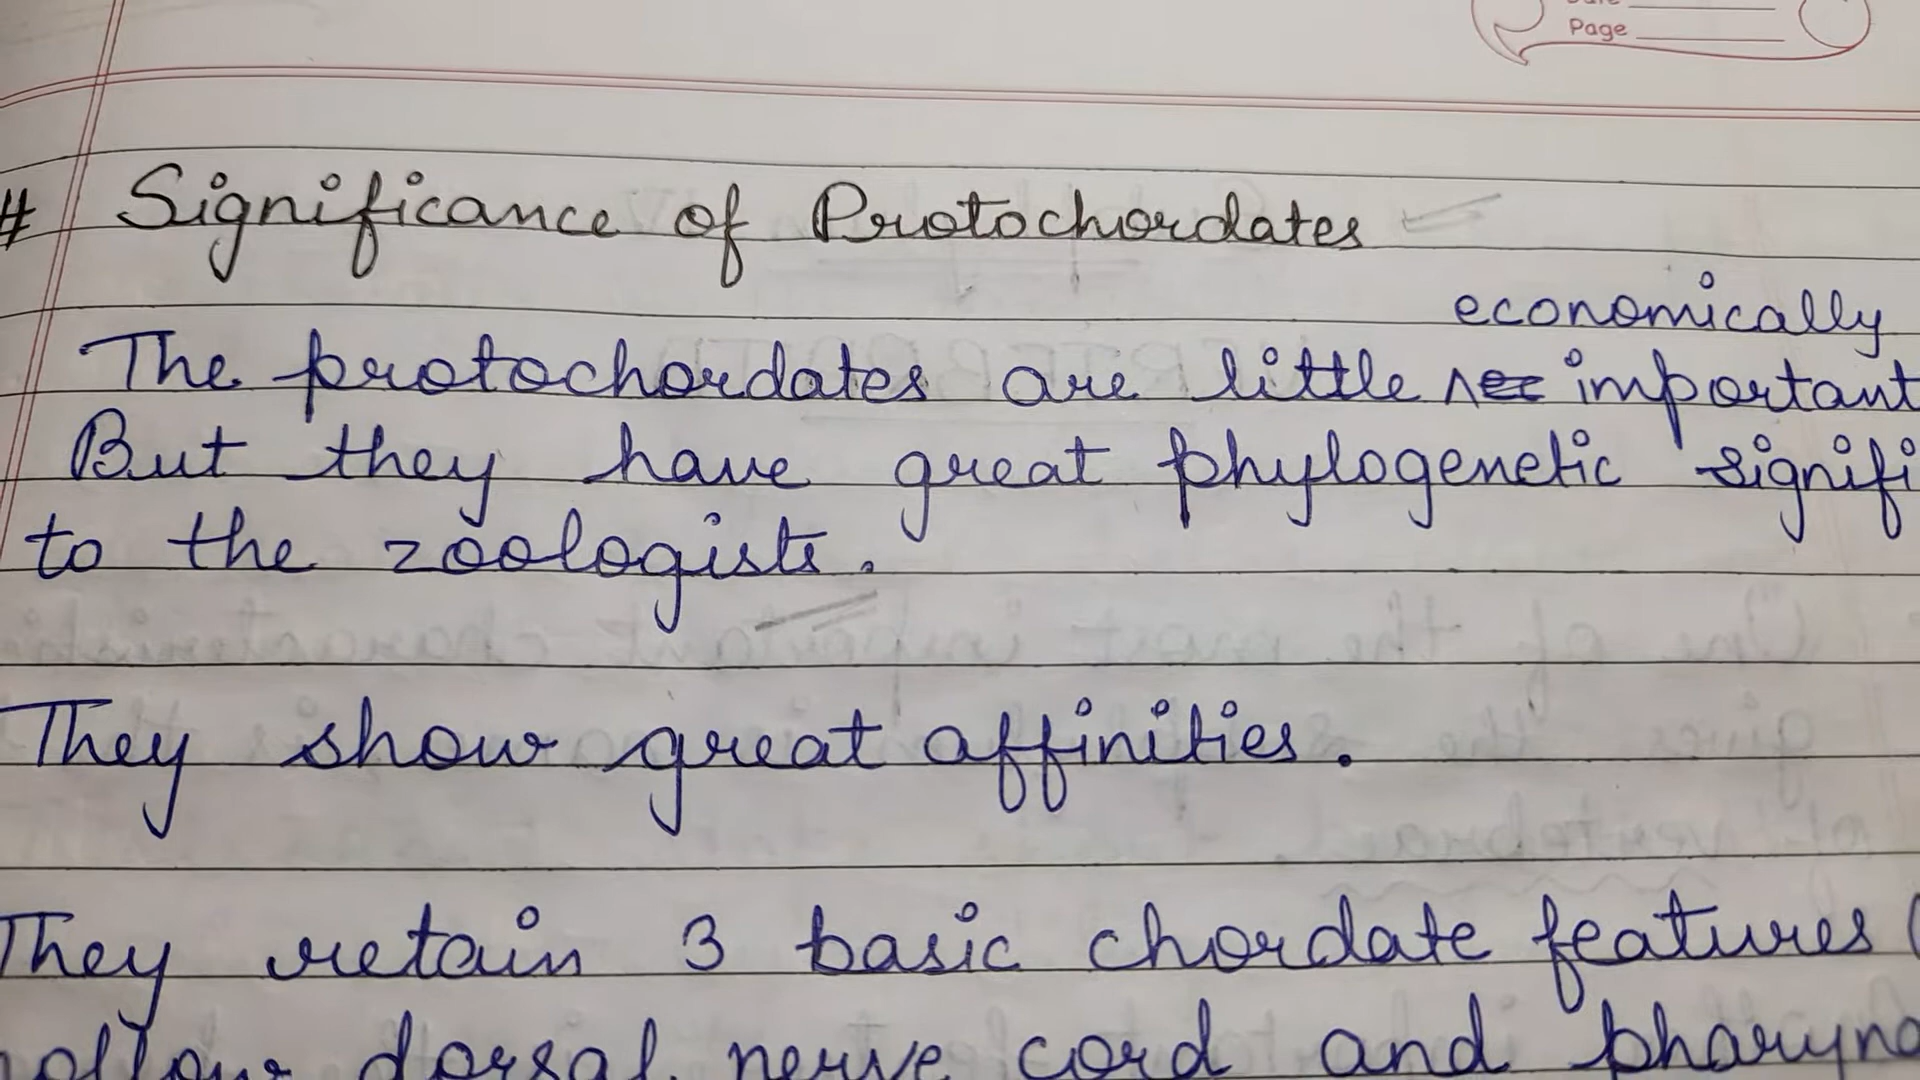 Page
# Significance of Protochordates
economically
The protochordates are little important
But they have great phylogenetic signifi
to the zoologists.
They show great affinities.
They retain 3 basic chordate features (
hollow dorsal nerve cord and pharyn